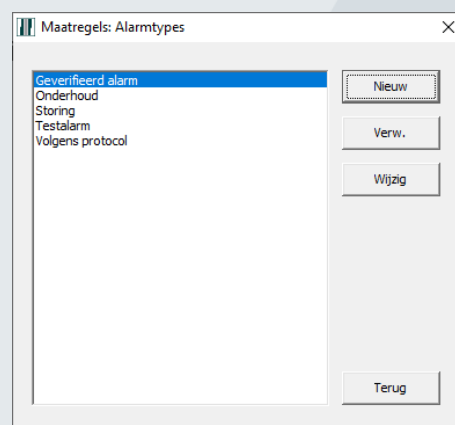 Maatregels: Alarmtypes
Geverifieerd alarm
Onderhoud
Storing
Testalarm
Volgens protocol
Nieuw
Verw.
Wijzig
Terug